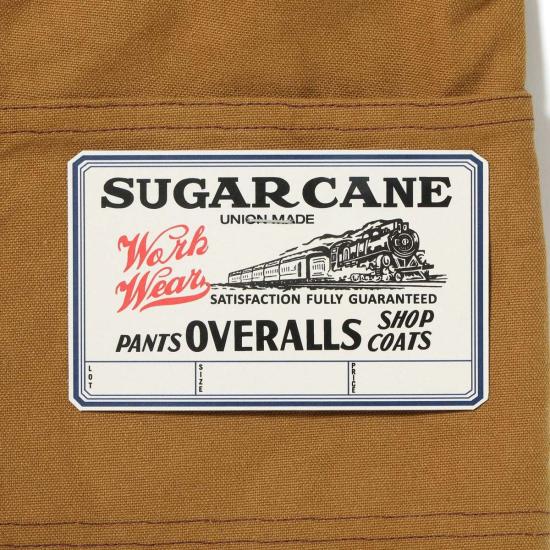 SUGAR CANE
UNION MADE
Work
Wear
SATISFACTION FULLY GUARANTEED
PANTS OVERALLS SHOP COATS
LOT SIZE PRICE